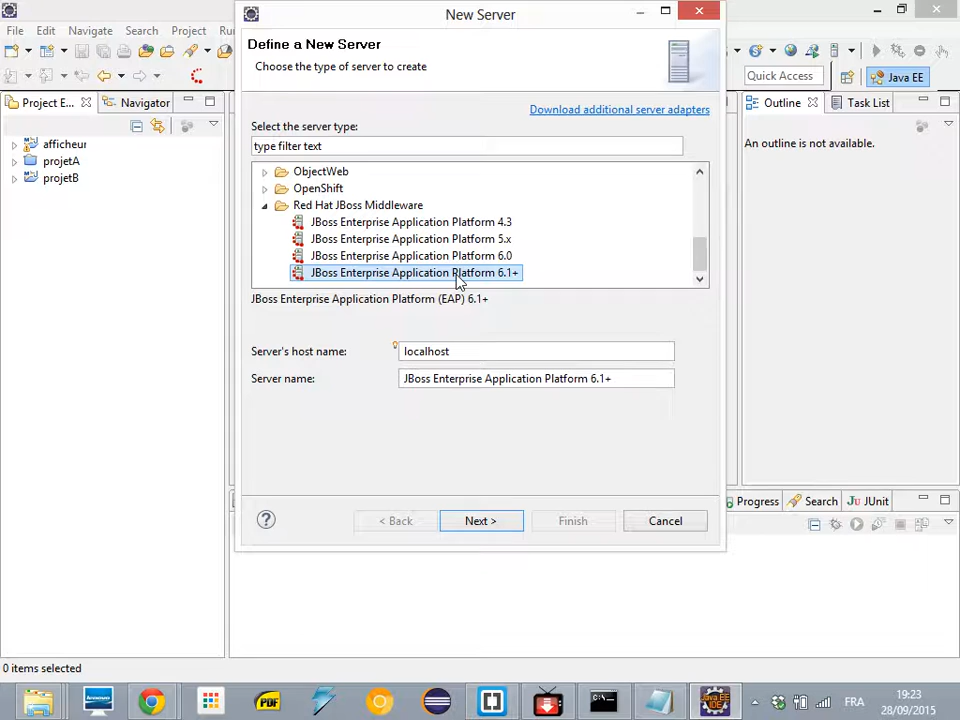 New Server
File Edit Navigate Search Project Ru
Define a New Server
Choose the type of server to create
Quick Access
Java EE
Project E...
Navigator
Outline
Task List
Download additional server adapters
Select the server type:
type filter text
An outline is not available.
afficheur
projetA
projetB
ObjectWeb
OpenShift
Red Hat JBoss Middleware
JBoss Enterprise Application Platform 4.3
JBoss Enterprise Application Platform 5.x
JBoss Enterprise Application Platform 6.0
JBoss Enterprise Application Platform 6.1+
JBoss Enterprise Application Platform (EAP) 6.1+
Server's host name:
localhost
Server name:
JBoss Enterprise Application Platform 6.1+
Progress
Search
JUnit
< Back
Next >
Finish
Cancel
0 items selected
PDF
Java EE
IDE
FRA
19:23
28/09/2015